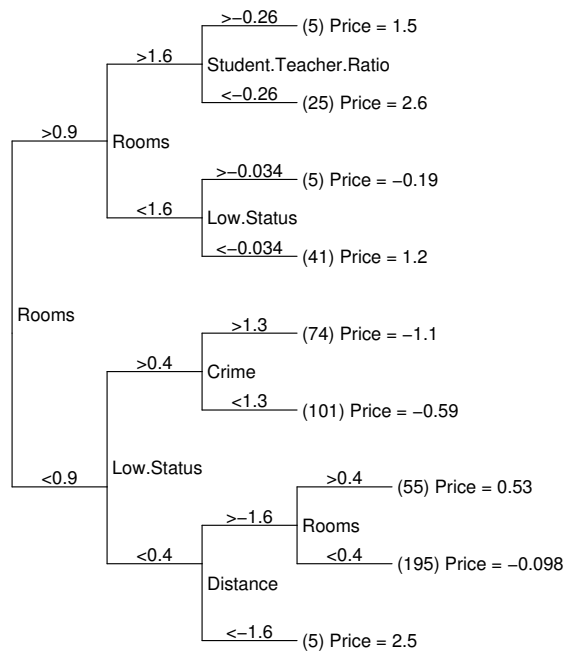 >−0.26
(5) Price = 1.5
>1.6
Student.Teacher.Ratio
<−0.26
(25) Price = 2.6
>0.9
Rooms
>−0.034
(5) Price = −0.19
<1.6
Low.Status
<−0.034
(41) Price = 1.2
Rooms
>1.3
(74) Price = −1.1
>0.4
Crime
<1.3
(101) Price = −0.59
<0.9
Low.Status
>0.4
(55) Price = 0.53
>−1.6
Rooms
<0.4
<0.4
(195) Price = −0.098
Distance
<−1.6
(5) Price = 2.5